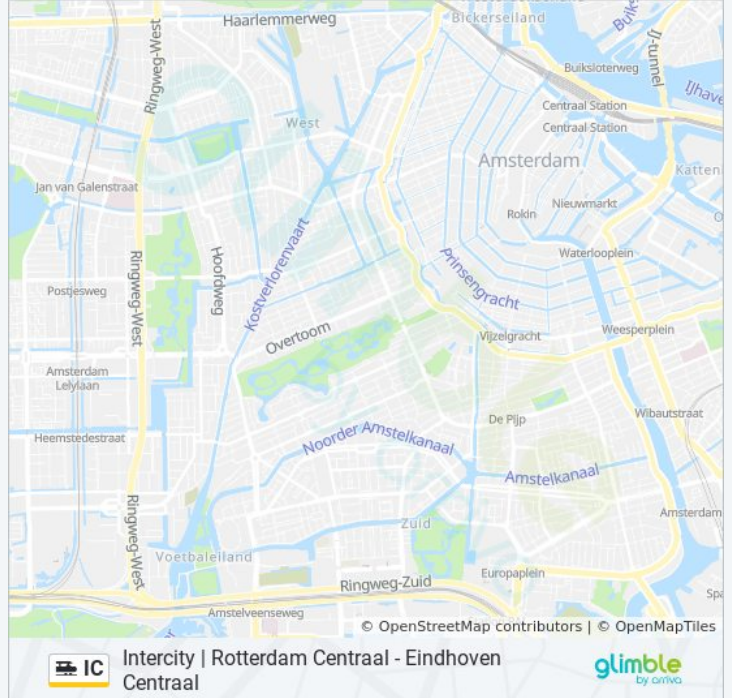 Haarlemmerweg
Bickerseiland
Buiks
IJ-tunnel
Ringweg-West
Buiksloterweg
IJhave
Centraal Station
West
Centraal Station
Amsterdam
Katten
Jan van Galenstraat
Nieuwmarkt
Rokin
O
Kostverlorenvaart
Hoofdweg
Waterlooplein
Prinsengracht
Postjesweg
Ringweg-West
Overtoom
Vijzelgracht
Weesperplein
Amsterdam
Lelylaan
Wibautstraat
De Pijp
Heemstedestraat
Noorder Amstelkanaal
Amstelkanaal
Ringweg-West
Amsterdam
Zuid
Voetbaleiland
Europaplein
Ringweg-Zuid
Spa
Amstelveenseweg
© OpenStreetMap contributors | © OpenMapTiles
IC
Intercity | Rotterdam Centraal - Eindhoven
Centraal
glimble
by arriva